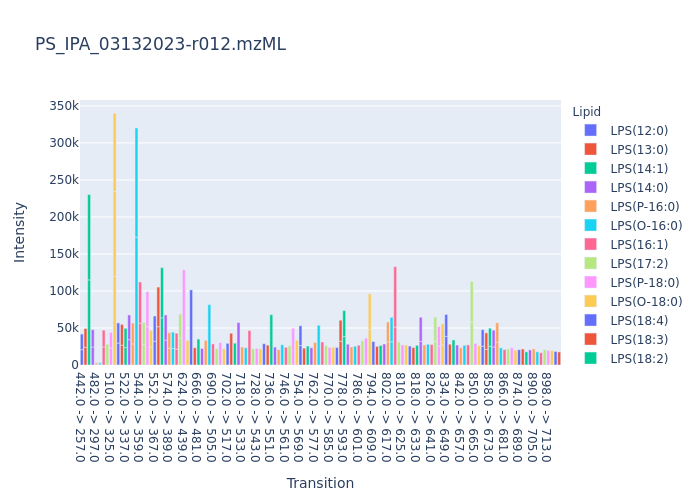 PS_IPA_03132023-r012.mzML
Lipid
350k
300k
250k
200k
150k
100k
50k
0
Intensity
LPS(12:0)
LPS(13:0)
LPS(14:1)
LPS(14:0)
LPS(P-16:0)
LPS(O-16:0)
LPS(16:1)
LPS(17:2)
LPS(P-18:0)
LPS(O-18:0)
LPS(18:4)
LPS(18:3)
LPS(18:2)
442.0 -> 257.0
482.0 -> 297.0
510.0 -> 325.0
522.0 -> 337.0
544.0 -> 359.0
552.0 -> 367.0
574.0 -> 389.0
624.0 -> 439.0
666.0 -> 481.0
690.0 -> 505.0
702.0 -> 517.0
718.0 -> 533.0
728.0 -> 543.0
736.0 -> 551.0
746.0 -> 561.0
754.0 -> 569.0
762.0 -> 577.0
770.0 -> 585.0
778.0 -> 593.0
786.0 -> 601.0
794.0 -> 609.0
802.0 -> 617.0
810.0 -> 625.0
818.0 -> 633.0
826.0 -> 641.0
834.0 -> 649.0
842.0 -> 657.0
850.0 -> 665.0
858.0 -> 673.0
866.0 -> 681.0
874.0 -> 689.0
890.0 -> 705.0
898.0 -> 713.0
Transition